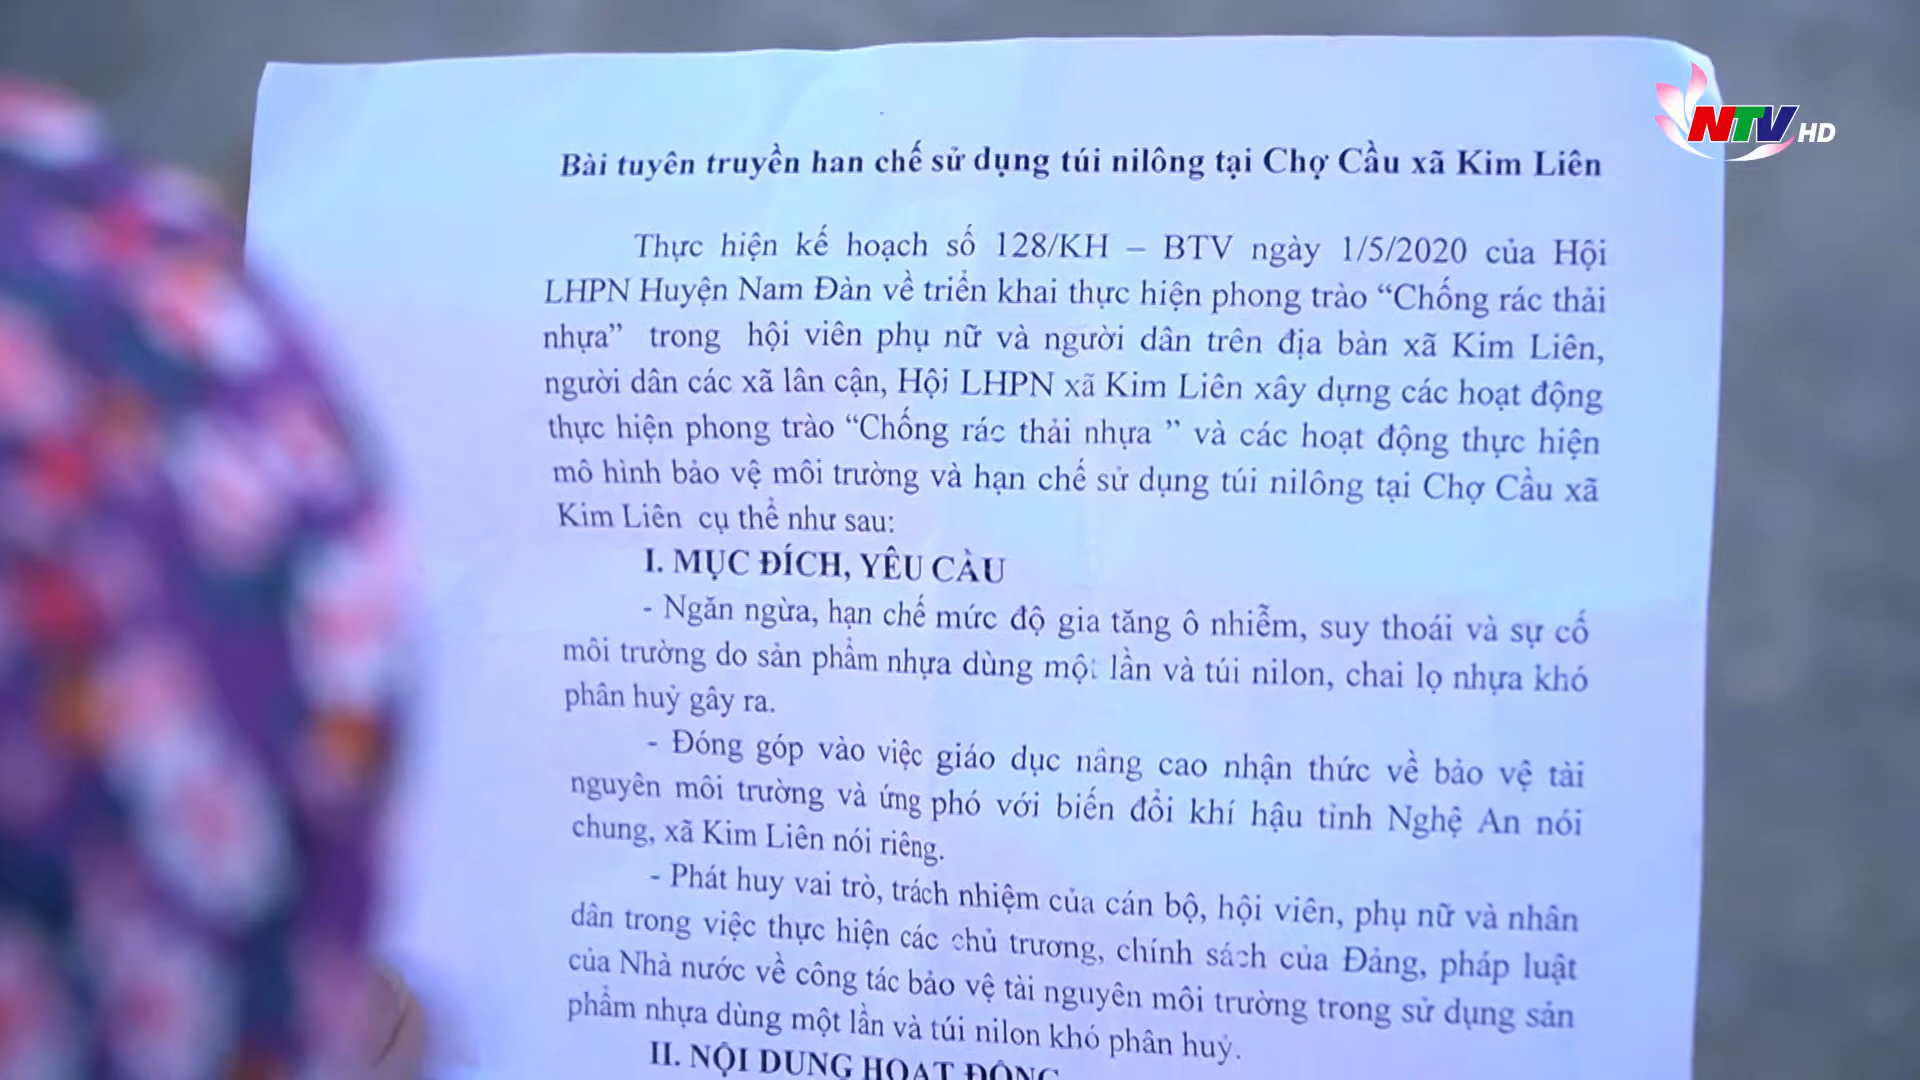 NTV HD
Bài tuyên truyền han chế sử dụng túi nilông tại Chợ Cầu xã Kim Liên
Thực hiện kế hoạch số 128/KH – BTV ngày 1/5/2020 của Hội
LHPN Huyện Nam Đàn về triển khai thực hiện phong trào “Chống rác thải
nhựa” trong hội viên phụ nữ và người dân trên địa bàn xã Kim Liên,
người dân các xã lân cận, Hội LHPN xã Kim Liên xây dựng các hoạt động
thực hiện phong trào “Chống rác thải nhựa ” và các hoạt động thực hiện
mô hình bảo vệ môi trường và hạn chế sử dụng túi nilông tại Chợ Cầu xã
Kim Liên cụ thể như sau:
I. MỤC ĐÍCH, YÊU CẦU
- Ngăn ngừa, hạn chế mức độ gia tăng ô nhiễm, suy thoái và sự cố
môi trường do sản phẩm nhựa dùng một lần và túi nilon, chai lọ nhựa khó
phân huỷ gây ra.
- Đóng góp vào việc giáo dục nâng cao nhận thức về bảo vệ tài
nguyên môi trường và ứng phó với biến đổi khí hậu tỉnh Nghệ An nói
chung, xã Kim Liên nói riêng.
- Phát huy vai trò, trách nhiệm của cán bộ, hội viên, phụ nữ và nhân
dân trong việc thực hiện các chủ trương, chính sách của Đảng, pháp luật
của Nhà nước về công tác bảo vệ tài nguyên môi trường trong sử dụng sản
phẩm nhựa dùng một lần và túi nilon khó phân huỷ.
II. NỘI DUNG HOẠT ĐỘNG